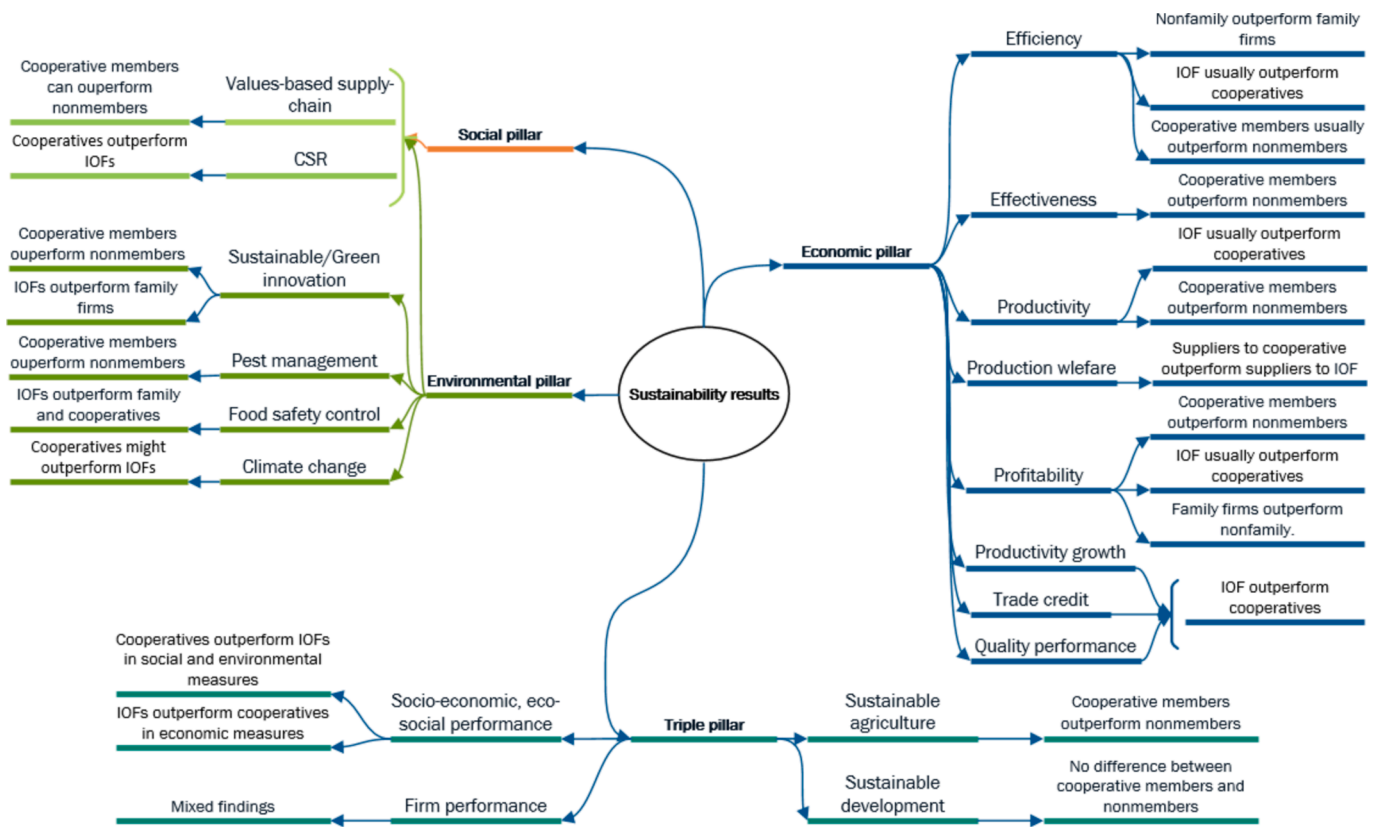 Sustainability results
Social pillar
Values-based supply-
chain
Cooperative members
can ouperform
nonmembers
CSR
Cooperatives outperform
IOFs
Environmental pillar
Sustainable/Green
innovation
Cooperative members
ouperform nonmembers
IOFs outperform family
firms
Pest management
Cooperative members
ouperform nonmembers
Food safety control
IOFs outperform family
and cooperatives
Climate change
Cooperatives might
outperform IOFs
Economic pillar
Efficiency
Nonfamily outperform family
firms
IOF usually outperform
cooperatives
Cooperative members usually
outperform nonmembers
Effectiveness
Cooperative members
outperform nonmembers
Productivity
IOF usually outperform
cooperatives
Cooperative members
outperform nonmembers
Production wlefare
Suppliers to cooperative
outperform suppliers to IOF
Profitability
Cooperative members
outperform nonmembers
IOF usually outperform
cooperatives
Family firms outperform
nonfamily.
Productivity growth
Trade credit
Quality performance
IOF outperform
cooperatives
Triple pillar
Socio-economic, eco-
social performance
Cooperatives outperform IOFs
in social and environmental
measures
IOFs outperform cooperatives
in economic measures
Firm performance
Mixed findings
Sustainable
agriculture
Cooperative members
outperform nonmembers
Sustainable
development
No difference between
cooperative members and
nonmembers